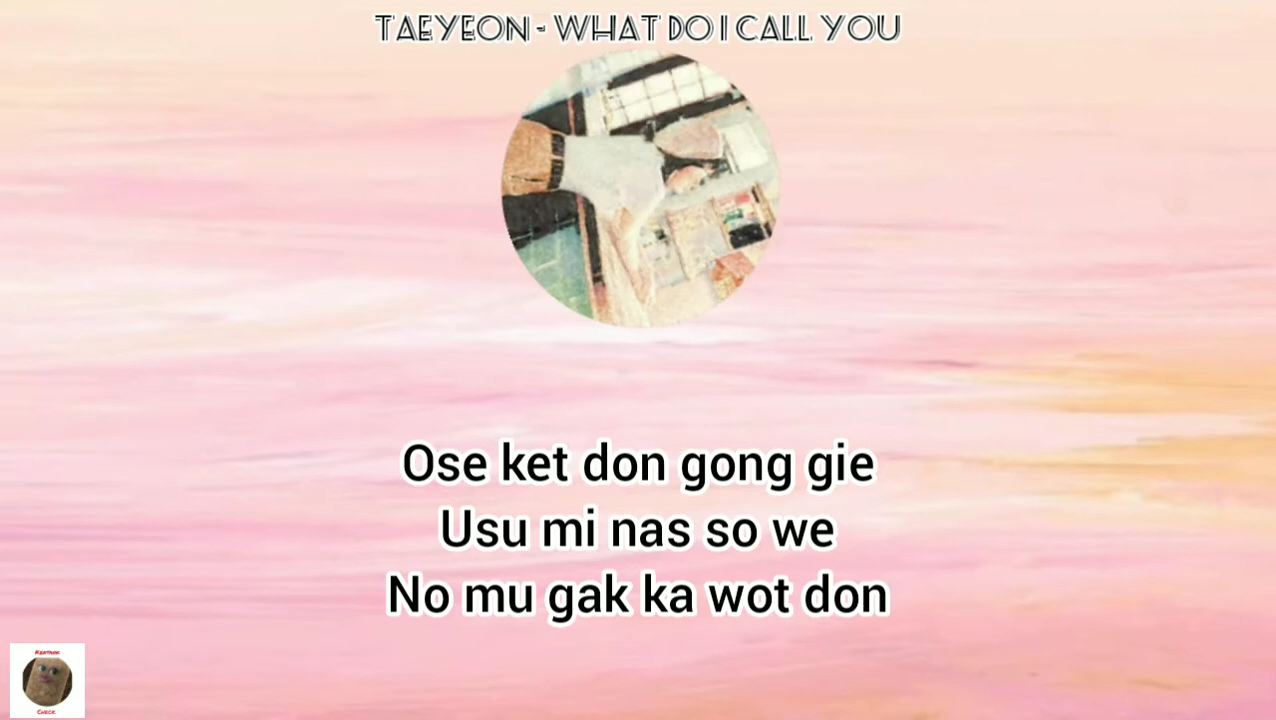 TAEYEON - WHAT DO I CALL YOU
Ose ket don gong gie
Usu mi nas so we
No mu gak ka wot don
Check